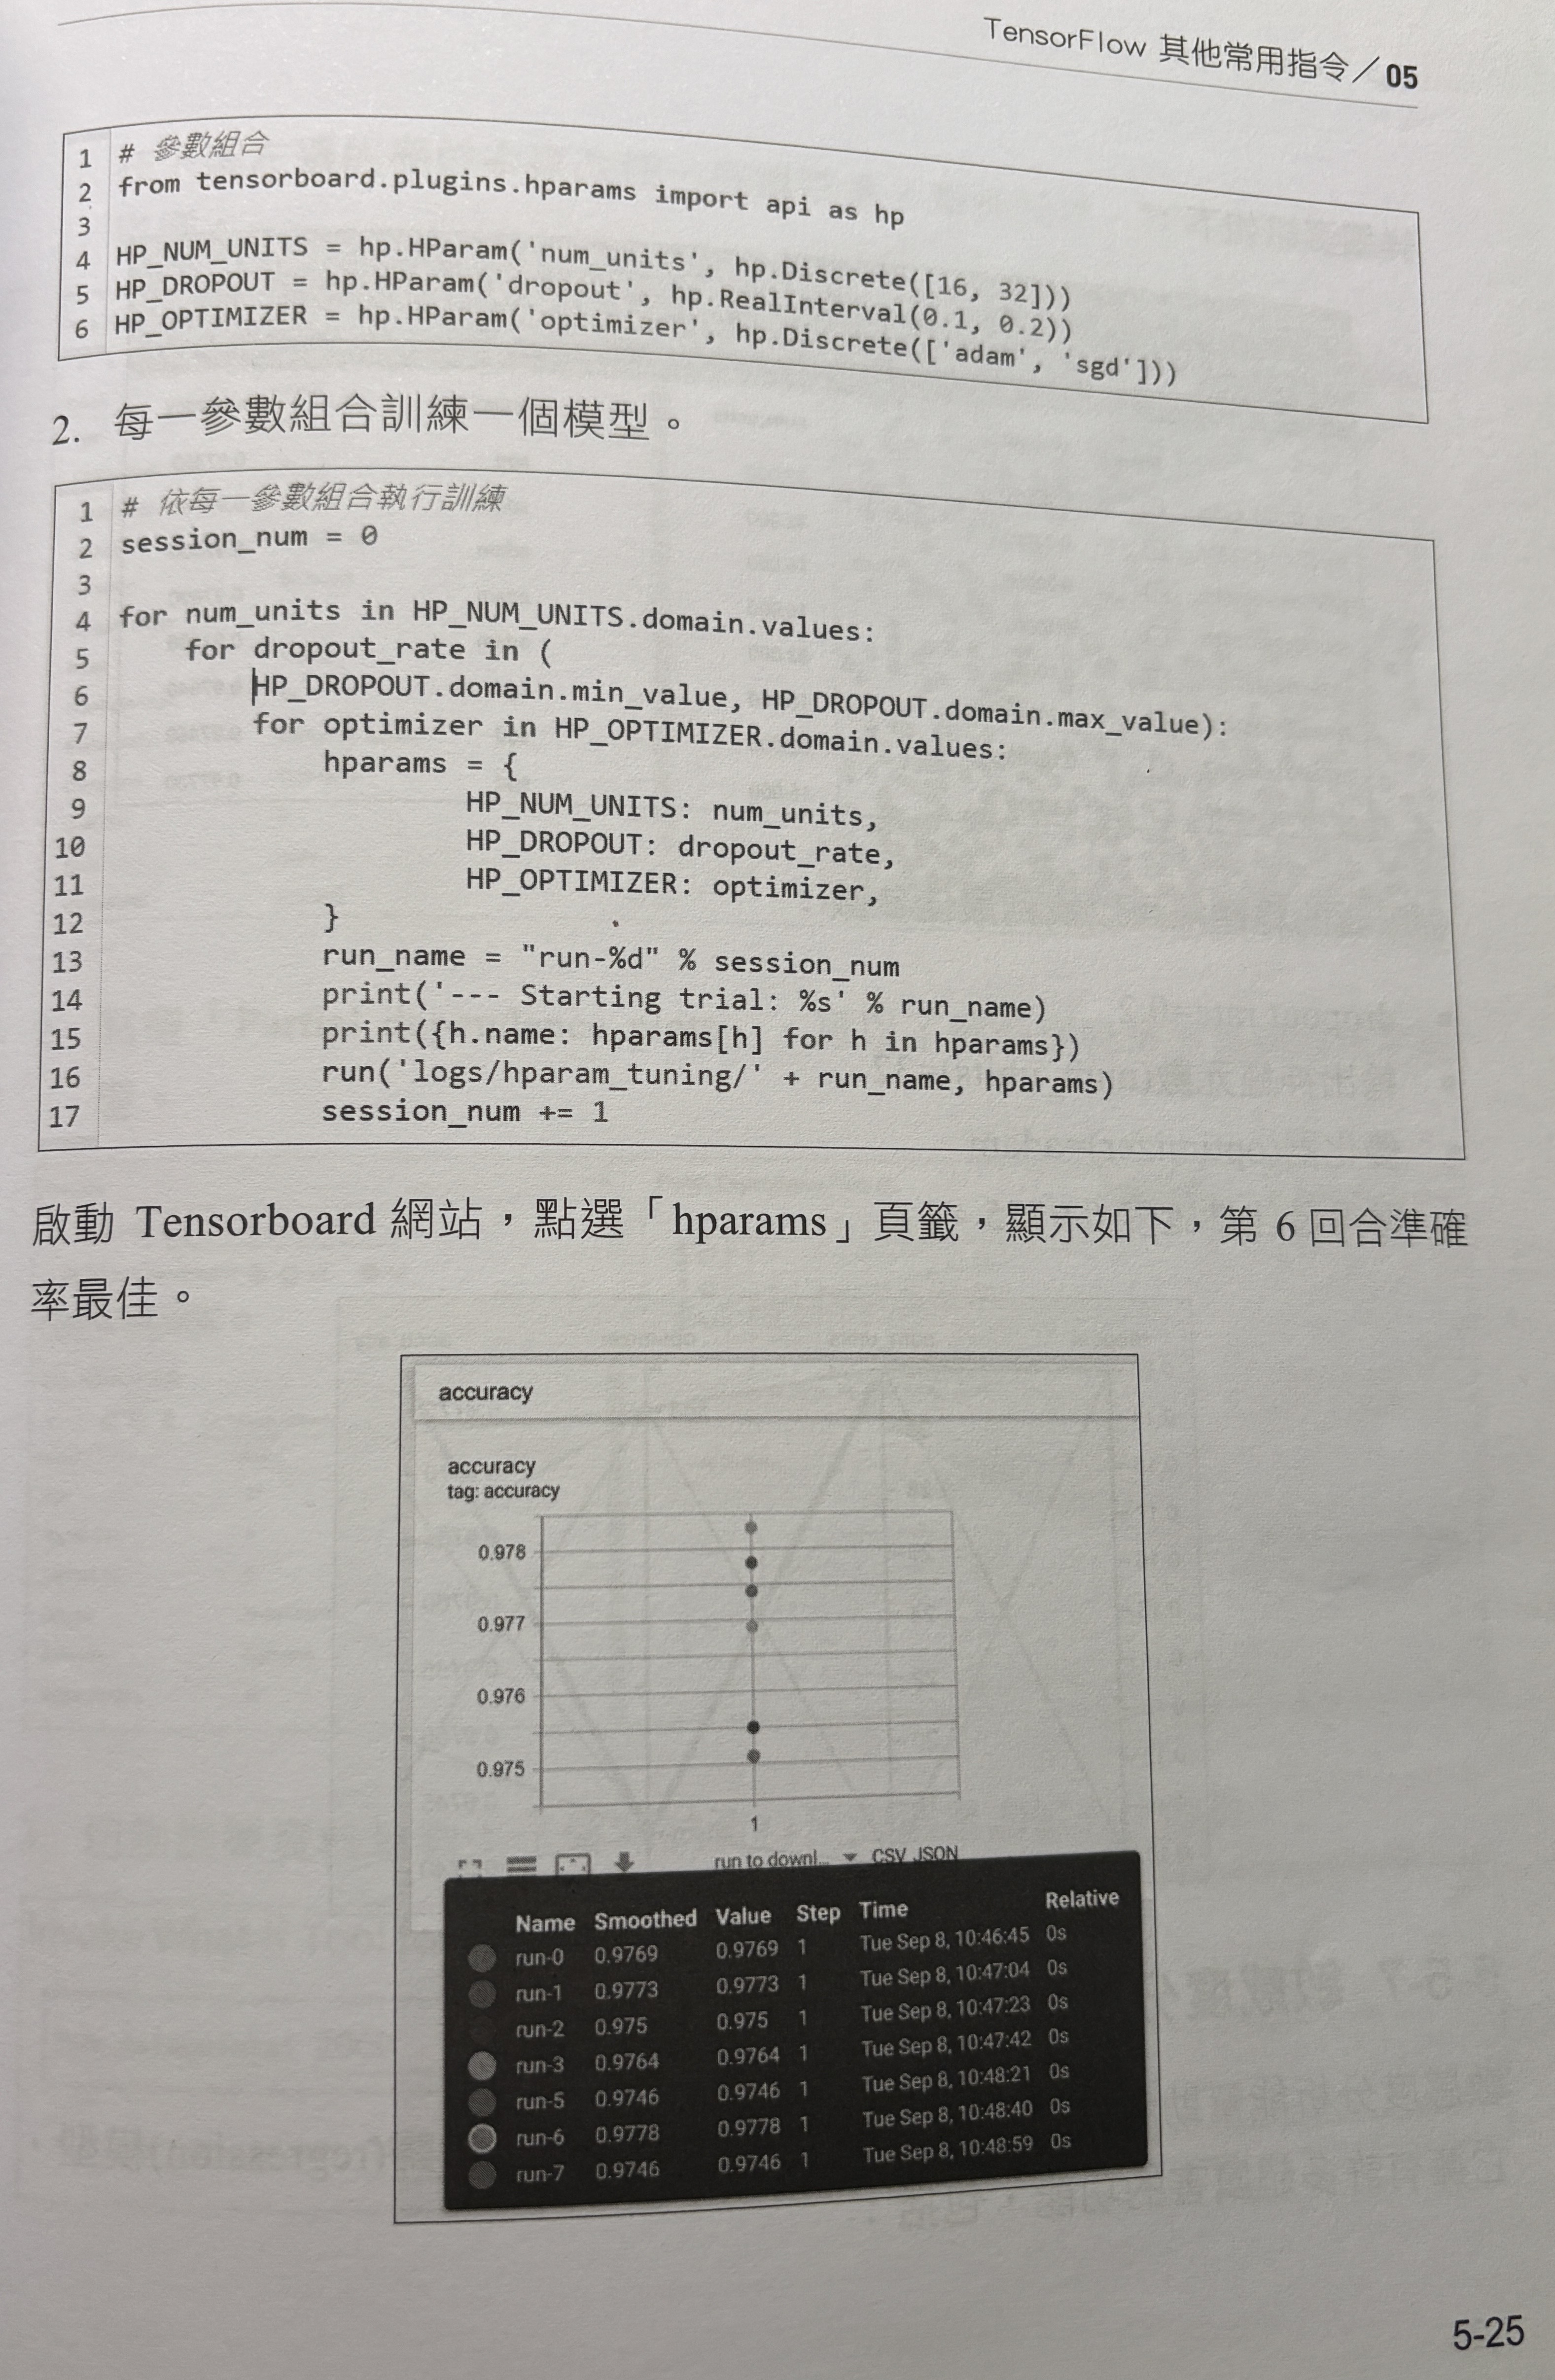 TensorFlow 其他常用指令／05
1 # 參數組合
2 from tensorboard.plugins.hparams import api as hp
3
4 HP_NUM_UNITS = hp.HParam('num_units', hp.Discrete([16, 32]))
5 HP_DROPOUT = hp.HParam('dropout', hp.RealInterval(0.1, 0.2))
6 HP_OPTIMIZER = hp.HParam('optimizer', hp.Discrete(['adam', 'sgd']))
2. 每一參數組合訓練一個模型。
1 # 依每一參數組合執行訓練
2 session_num = 0
3
4 for num_units in HP_NUM_UNITS.domain.values:
5     for dropout_rate in (
6         HP_DROPOUT.domain.min_value, HP_DROPOUT.domain.max_value):
7         for optimizer in HP_OPTIMIZER.domain.values:
8             hparams = {
9                     HP_NUM_UNITS: num_units,
10                     HP_DROPOUT: dropout_rate,
11                     HP_OPTIMIZER: optimizer,
12             }
13             run_name = "run-%d" % session_num
14             print('--- Starting trial: %s' % run_name)
15             print({h.name: hparams[h] for h in hparams})
16             run('logs/hparam_tuning/' + run_name, hparams)
17             session_num += 1
啟動 Tensorboard 網站，點選「hparams」頁籤，顯示如下，第 6 回合準確
率最佳。
accuracy
accuracy
tag: accuracy
0.978
0.977
0.976
0.975
1
run to downl... CSV JSON
Name Smoothed Value Step Time Relative
run-0 0.9769 0.9769 1 Tue Sep 8, 10:46:45 0s
run-1 0.9773 0.9773 1 Tue Sep 8, 10:47:04 0s
run-2 0.975 0.975 1 Tue Sep 8, 10:47:23 0s
run-3 0.9764 0.9764 1 Tue Sep 8, 10:47:42 0s
run-5 0.9746 0.9746 1 Tue Sep 8, 10:48:21 0s
run-6 0.9778 0.9778 1 Tue Sep 8, 10:48:40 0s
run-7 0.9746 0.9746 1 Tue Sep 8, 10:48:59 0s
5-25